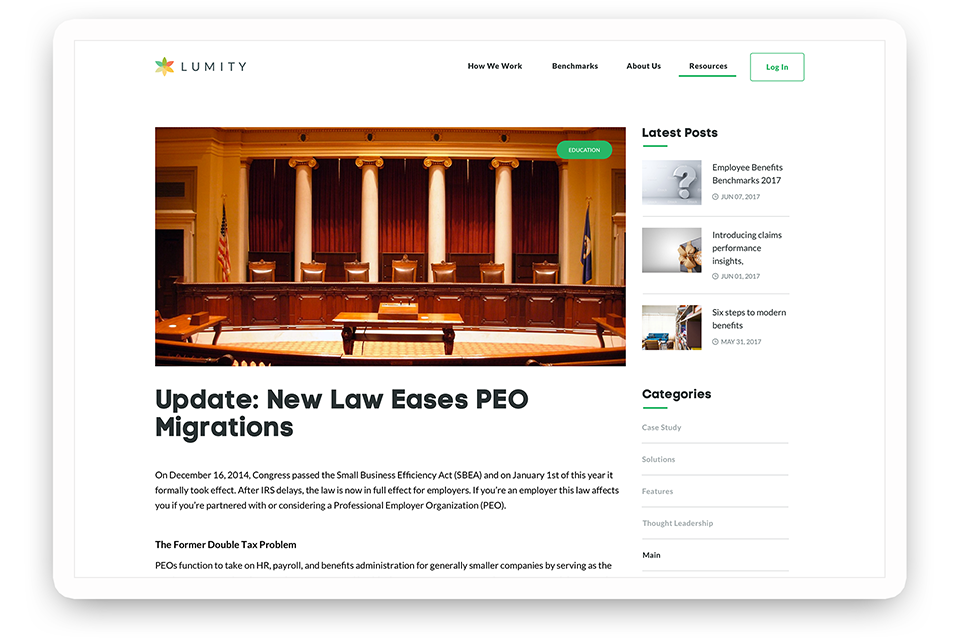 LUMITY
How We Work
Benchmarks
About Us
Resources
Log In
EDUCATION
Update: New Law Eases PEO
Migrations
On December 16, 2014, Congress passed the Small Business Efficiency Act (SBEA) and on January 1st of this year it
formally took effect. After IRS delays, the law is now in full effect for employers. If you're an employer this law affects
you if you're partnered with or considering a Professional Employer Organization (PEO).
The Former Double Tax Problem
PEOs function to take on HR, payroll, and benefits administration for generally smaller companies by serving as the
Latest Posts
Employee Benefits
Benchmarks 2017
JUN 07, 2017
Introducing claims
performance
insights,
JUN 01, 2017
Six steps to modern
benefits
MAY 31, 2017
Categories
Case Study
Solutions
Features
Thought Leadership
Main